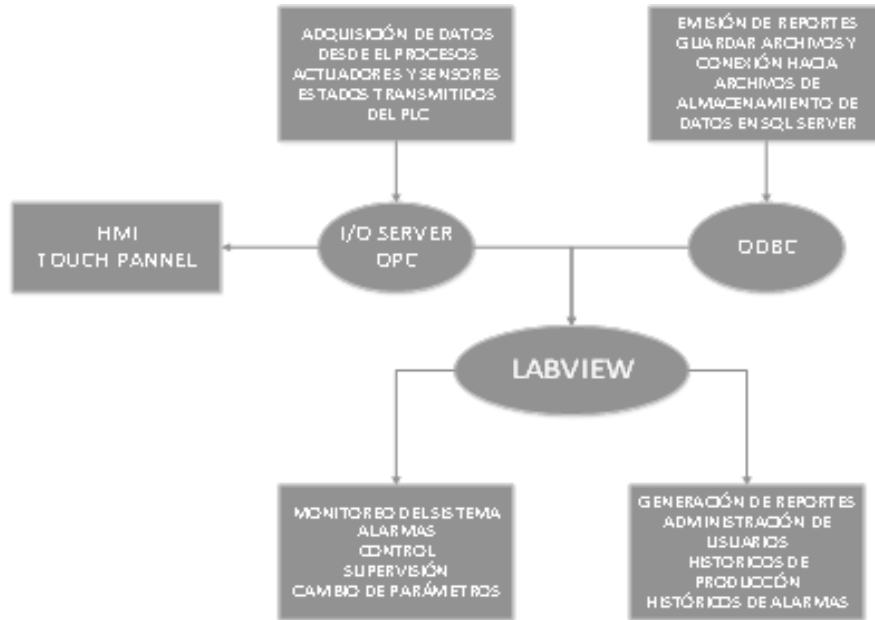 ADQUISICIÓN DE DATOS
DESDE EL PROCESOS
ACTUADORES Y SENSORES
ESTADOS TRANSMITIDOS
DEL PLC
EMISIÓN DE REPORTES
GUARDAR ARCHIVOS Y
CONEXIÓN HACIA
ARCHIVOS DE
ALMACENAMIENTO DE
DATOS EN SQL SERVER
HMI
TOUCH PANNEL
I/O SERVER
OPC
ODBC
LABVIEW
MONITOREO DEL SISTEMA
ALARMAS
CONTROL
SUPERVISIÓN
CAMBIO DE PARÁMETROS
GENERACIÓN DE REPORTES
ADMINISTRACIÓN DE
USUARIOS
HISTORICOS DE
PRODUCCIÓN
HISTÓRICOS DE ALARMAS